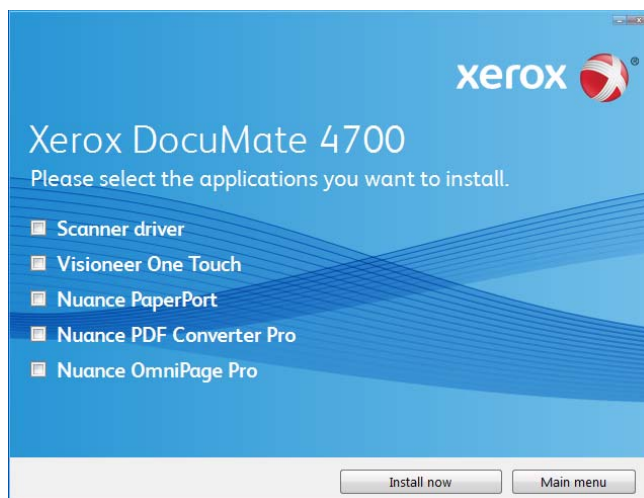 xerox ®
Xerox DocuMate 4700
Please select the applications you want to install.
Scanner driver
Visioneer One Touch
Nuance PaperPort
Nuance PDF Converter Pro
Nuance OmniPage Pro
Install now Main menu